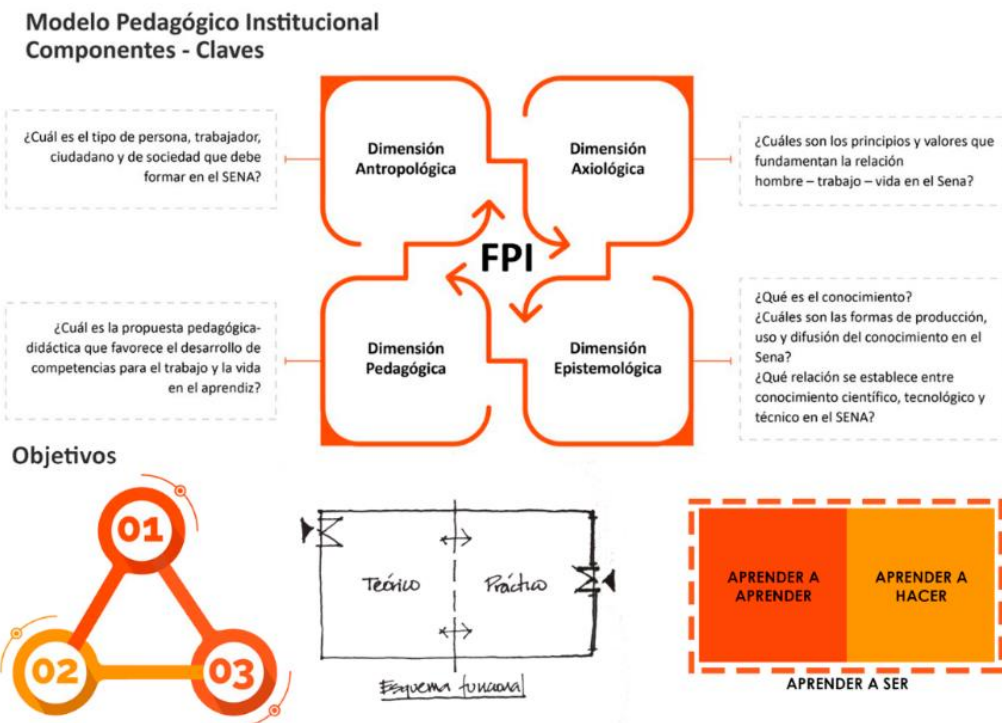 Modelo Pedagógico Institucional
Componentes - Claves
¿Cuál es el tipo de persona, trabajador,
ciudadano y de sociedad que debe
formar en el SENA?
Dimensión
Antropológica
Dimensión
Axiológica
¿Cuáles son los principios y valores que
fundamentan la relación
hombre – trabajo – vida en el Sena?
FPI
¿Cuál es la propuesta pedagógica-
didáctica que favorece el desarrollo de
competencias para el trabajo y la vida
en el aprendiz?
Dimensión
Pedagógica
Dimensión
Epistemológica
¿Qué es el conocimiento?
¿Cuáles son las formas de producción,
uso y difusión del conocimiento en el
Sena?
¿Qué relación se establece entre
conocimiento científico, tecnológico y
técnico en el SENA?
Objetivos
01
02
03
Teórico
Práctico
Esquema funcional
APRENDER A
APRENDER
APRENDER A
HACER
APRENDER A SER